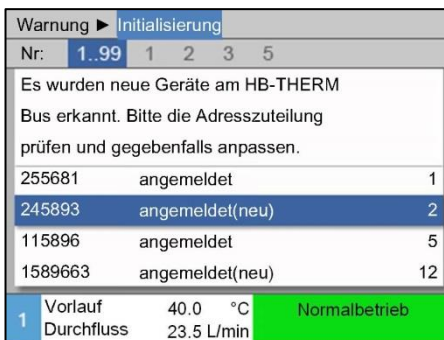 Warnung ► Initialisierung
Nr: 1..99 1 2 3 5
Es wurden neue Geräte am HB-THERM
Bus erkannt. Bitte die Adresszuteilung
prüfen und gegebenfalls anpassen.
255681 angemeldet 1
245893 angemeldet(neu) 2
115896 angemeldet 5
1589663 angemeldet(neu) 12
1 Vorlauf 40.0 °C Normalbetrieb
Durchfluss 23.5 L/min